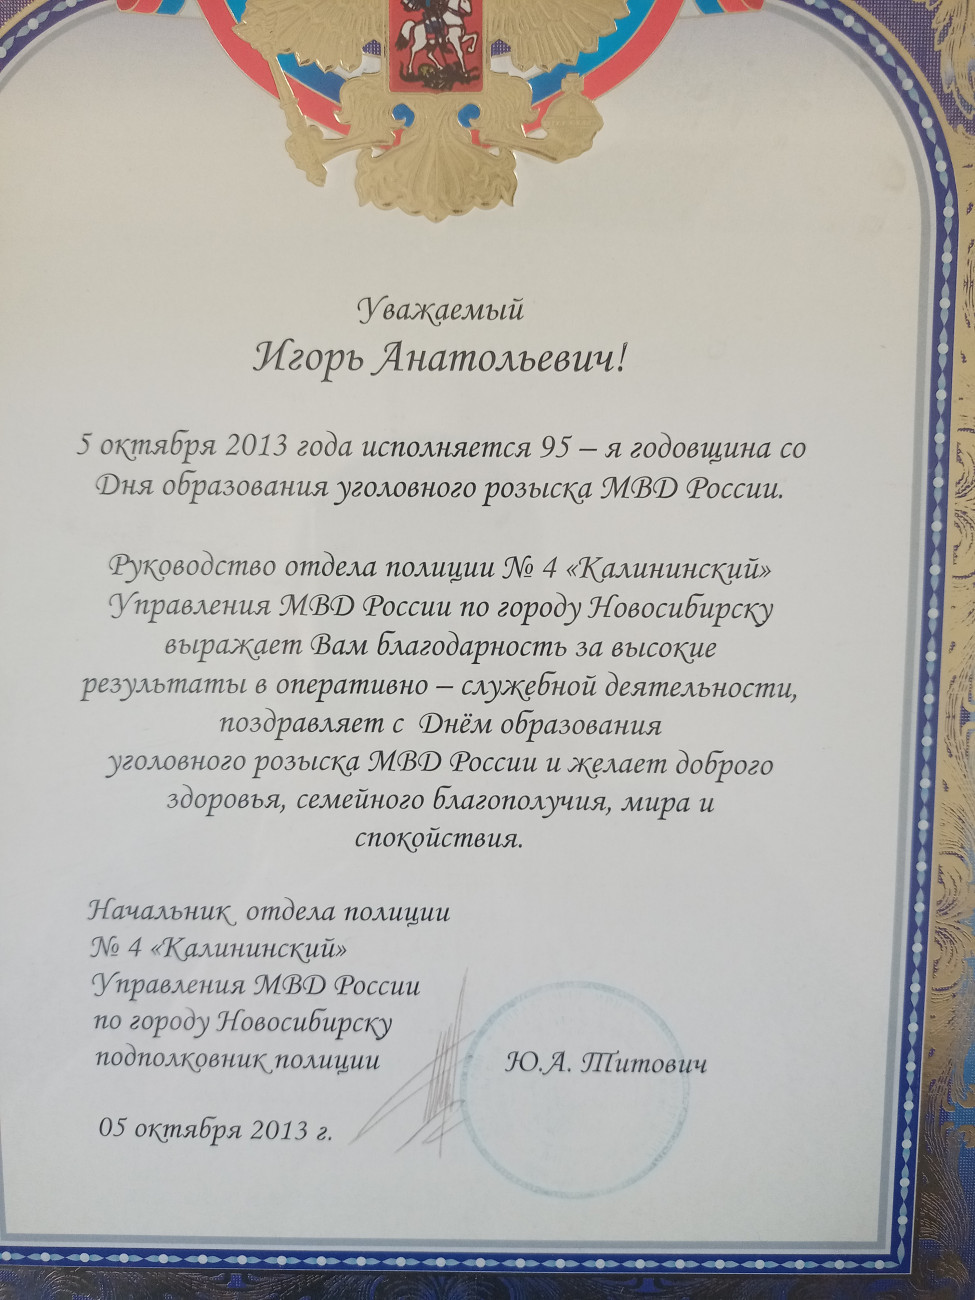 Уважаемый
Игорь Анатольевич!
5 октября 2013 года исполняется 95 – я годовщина со
Дня образования уголовного розыска МВД России.
Руководство отдела полиции № 4 «Калининский»
Управления МВД России по городу Новосибирску
выражает Вам благодарность за высокие
результаты в оперативно – служебной деятельности,
поздравляет с Днём образования
уголовного розыска МВД России и желает доброго
здоровья, семейного благополучия, мира и
спокойствия.
Начальник отдела полиции
№ 4 «Калининский»
Управления МВД России
по городу Новосибирску
подполковник полиции Ю.А. Титович
05 октября 2013 г.